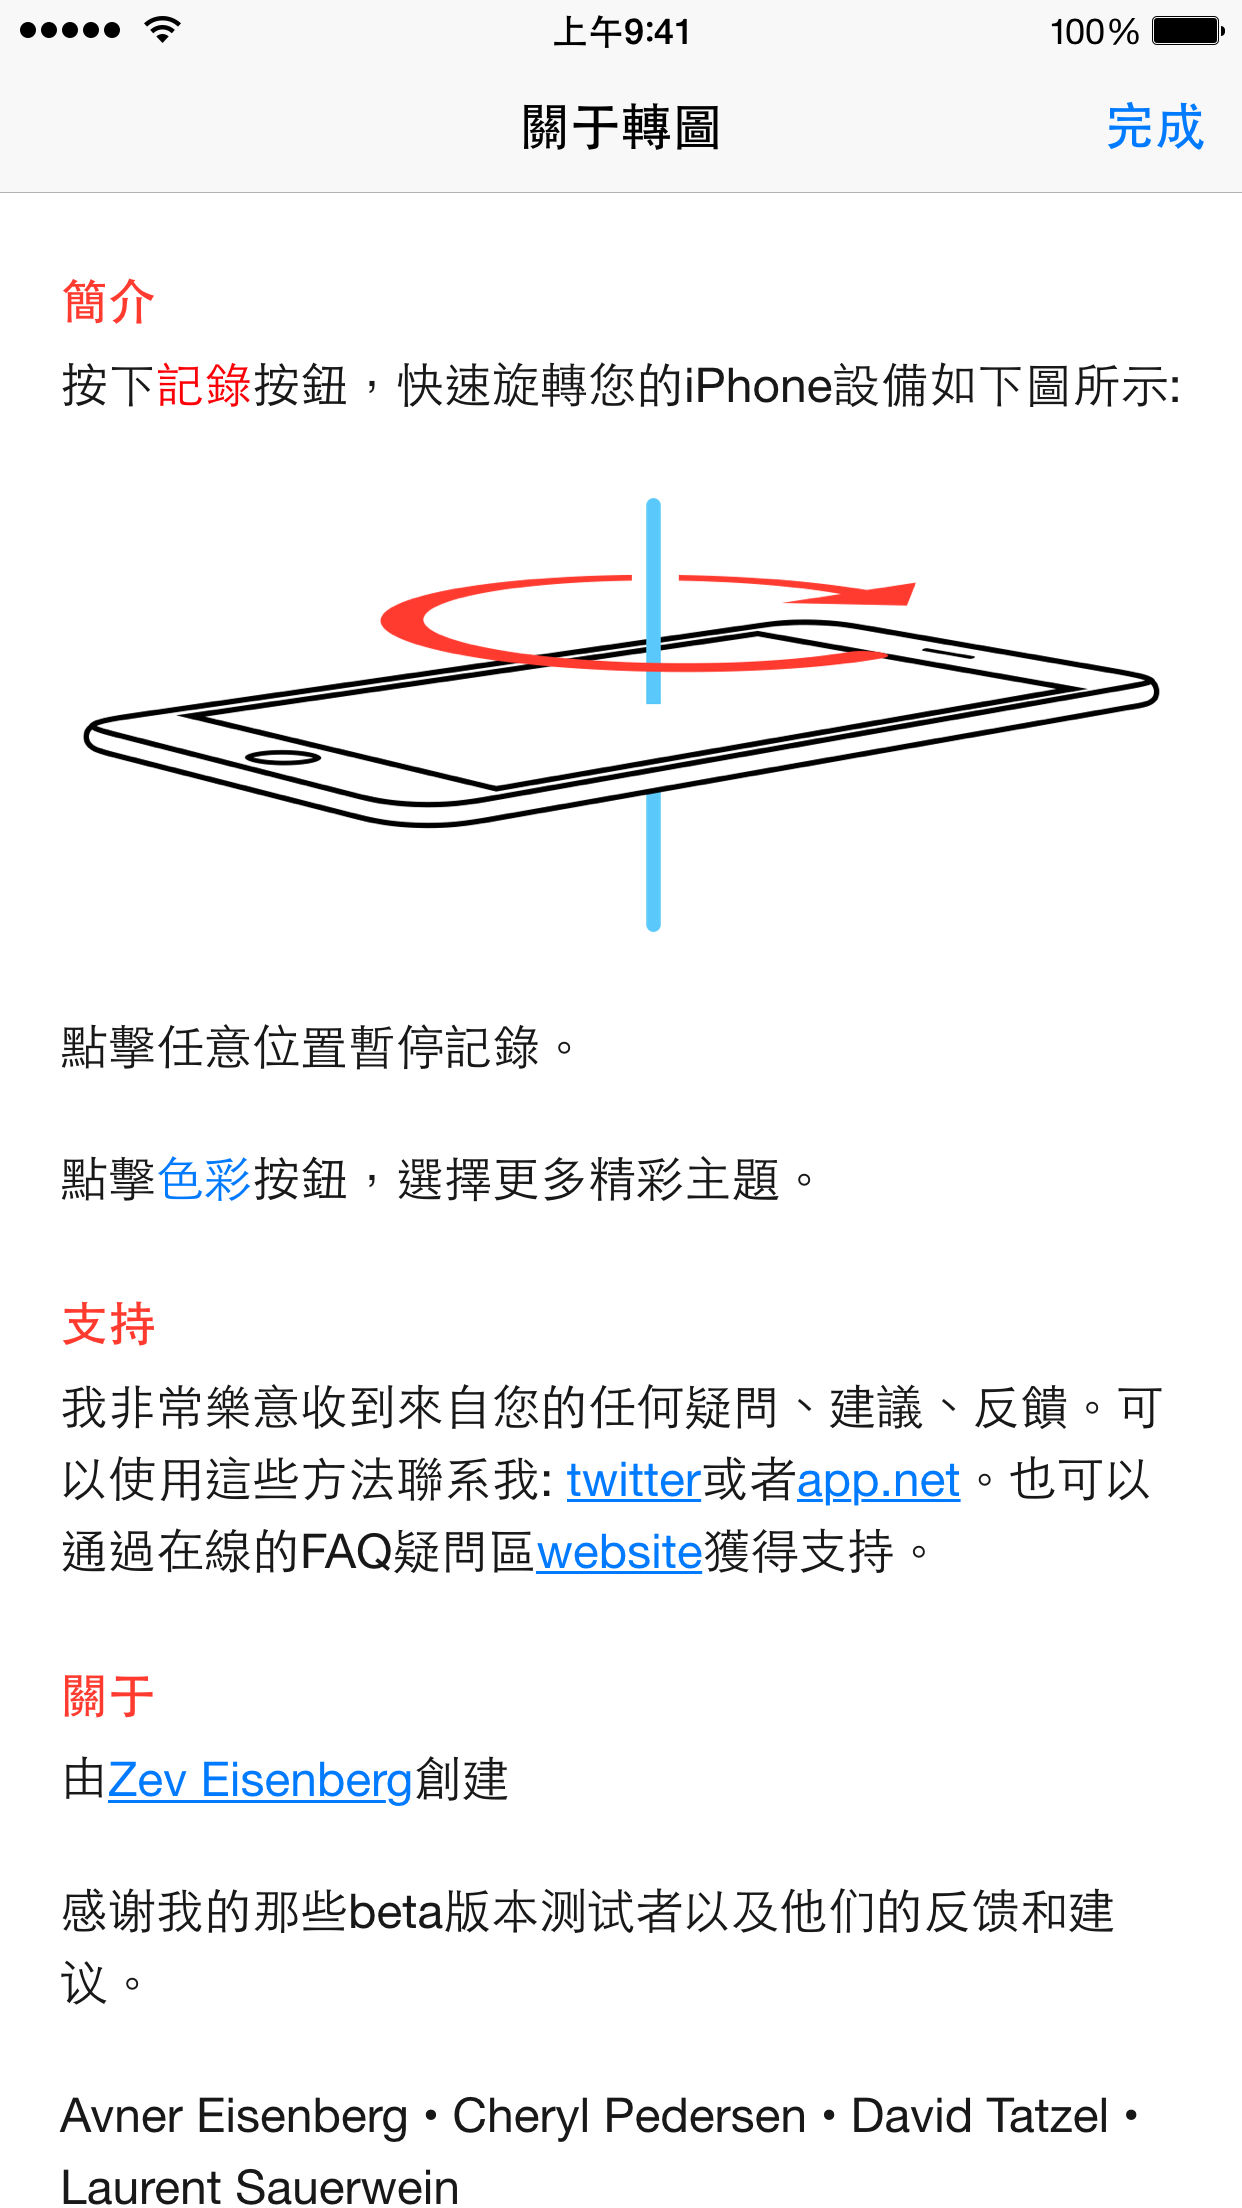 上午9:41 100%
關于轉圖 完成
簡介
按下記錄按鈕，快速旋轉您的iPhone設備如下圖所示:
點擊任意位置暫停記錄。
點擊色彩按鈕，選擇更多精彩主題。
支持
我非常樂意收到來自您的任何疑問、建議、反饋。可
以使用這些方法聯系我: twitter或者app.net。也可以
通過在線的FAQ疑問區website獲得支持。
關于
由Zev Eisenberg創建
感谢我的那些beta版本测试者以及他们的反馈和建
议。
Avner Eisenberg • Cheryl Pedersen • David Tatzel •
Laurent Sauerwein